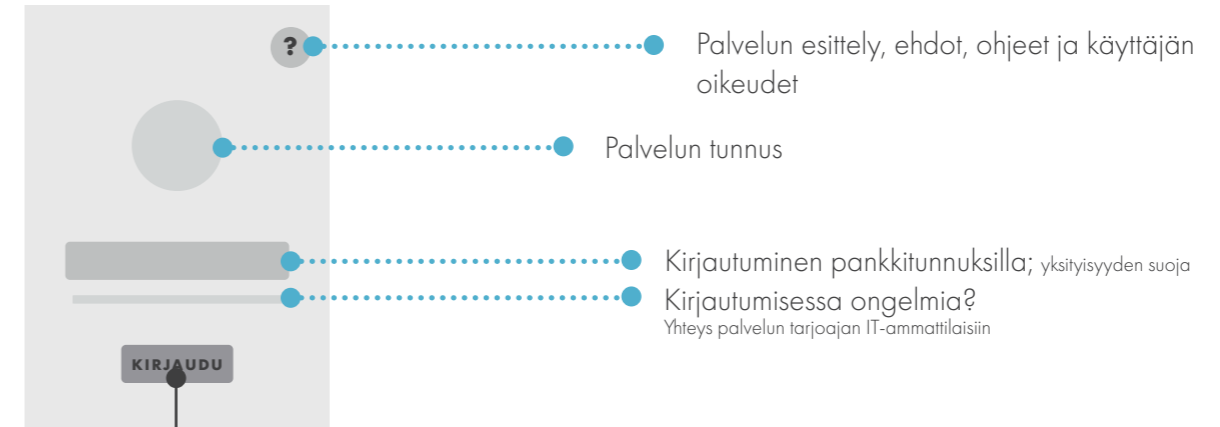 ?
Palvelun esittely, ehdot, ohjeet ja käyttäjän
oikeudet
Palvelun tunnus
Kirjautuminen pankkitunnuksilla; yksityisyyden suoja
Kirjautumisessa ongelmia?
Yhteys palvelun tarjoajan IT-ammattilaisiin
KIRJAUDU